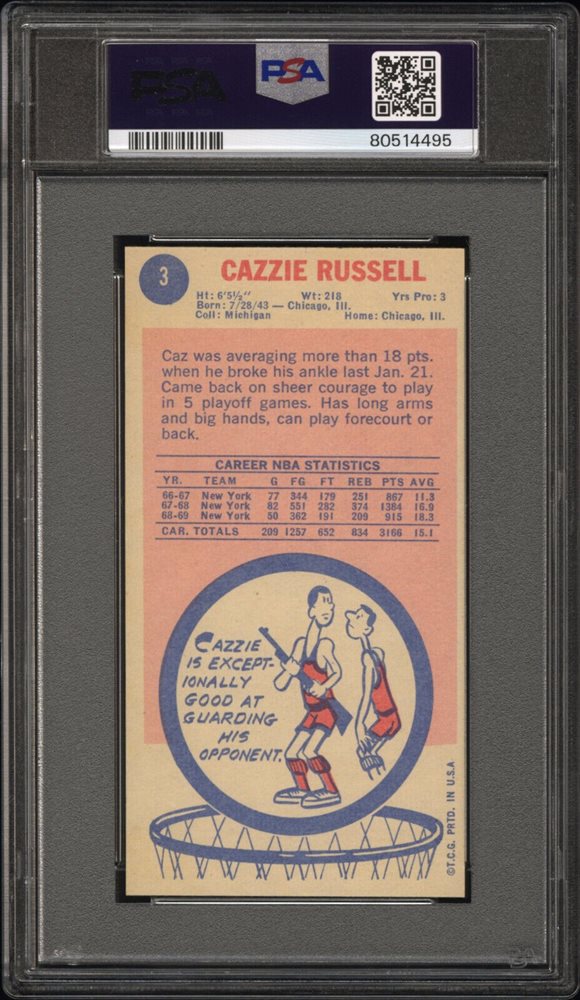 PSA
PSA
80514495
3
CAZZIE RUSSELL
Ht: 6'5½" Wt: 218 Yrs Pro: 3
Born: 7/28/43 — Chicago, Ill.
Coll: Michigan Home: Chicago, Ill.
Caz was averaging more than 18 pts.
when he broke his ankle last Jan. 21.
Came back on sheer courage to play
in 5 playoff games. Has long arms
and big hands, can play forecourt or
back.
CAREER NBA STATISTICS
YR. TEAM G FG FT REB PTS AVG
66-67 New York 77 344 179 251 867 11.3
67-68 New York 82 551 282 374 1384 16.9
68-69 New York 50 362 191 209 915 18.3
CAR. TOTALS 209 1257 652 834 3166 15.1
CAZZIE
IS EXCEPT-
IONALLY
GOOD AT
GUARDING
HIS
OPPONENT.
©T.C.G. PRTD. IN U.S.A